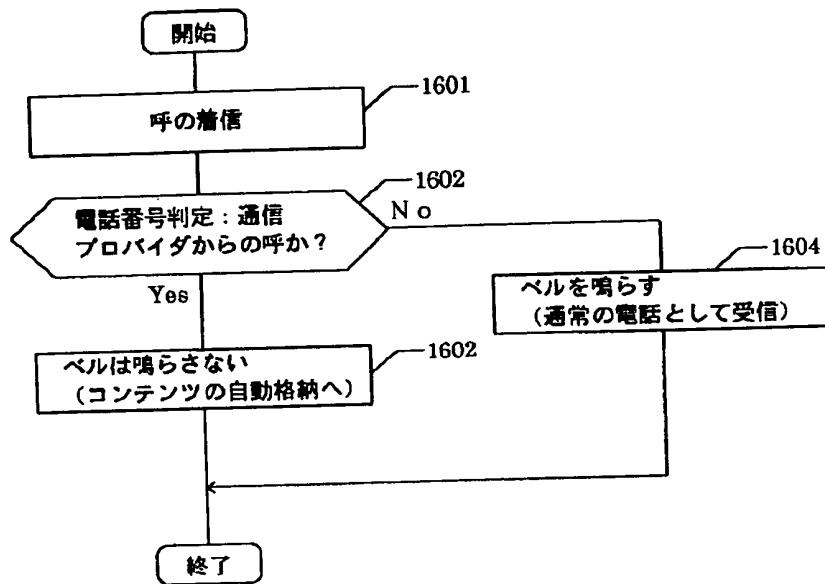 開始
1601
呼の着信
1602
電話番号判定：通信
プロバイダからの呼か？
No
Yes
1604
ベルを鳴らす
（通常の電話として受信）
1602
ベルは鳴らさない
（コンテンツの自動格納へ）
終了